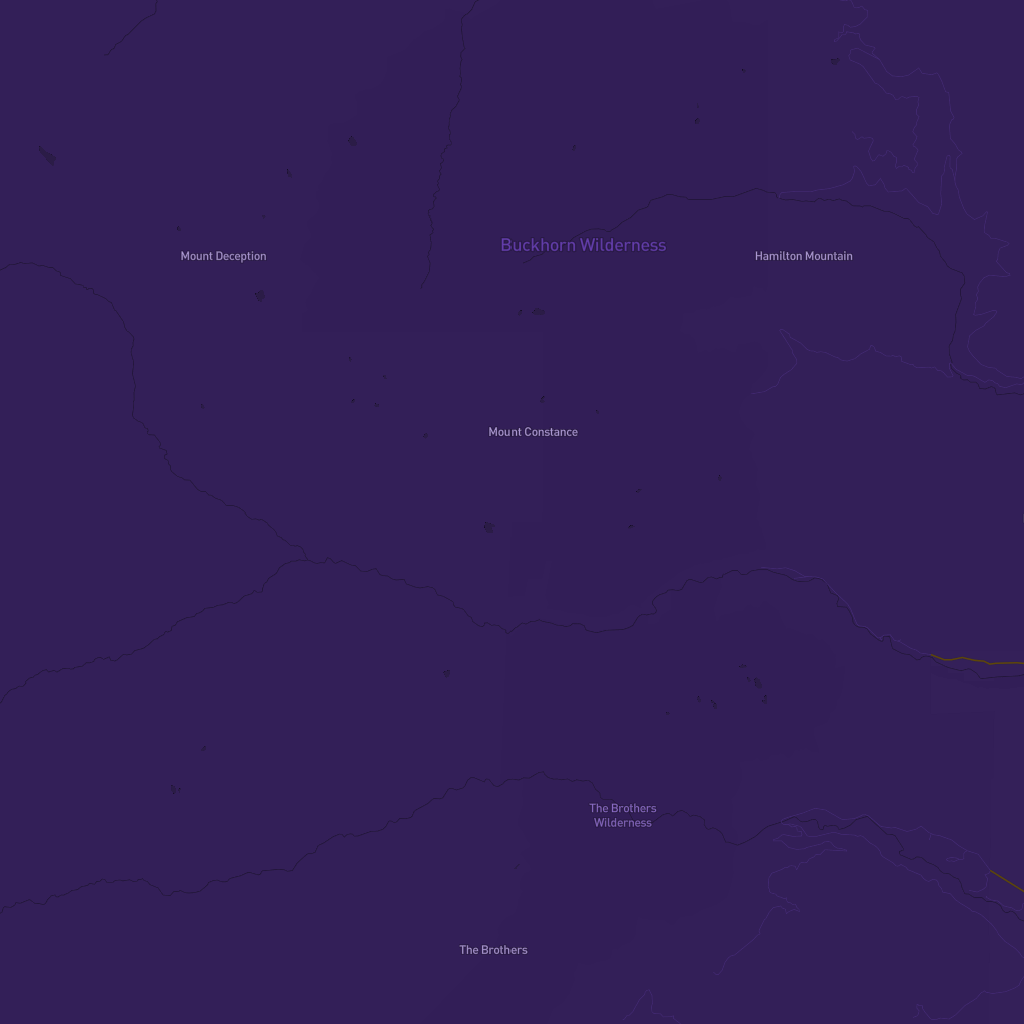 Buckhorn Wilderness
Mount Deception
Hamilton Mountain
Mount Constance
The Brothers
Wilderness
The Brothers